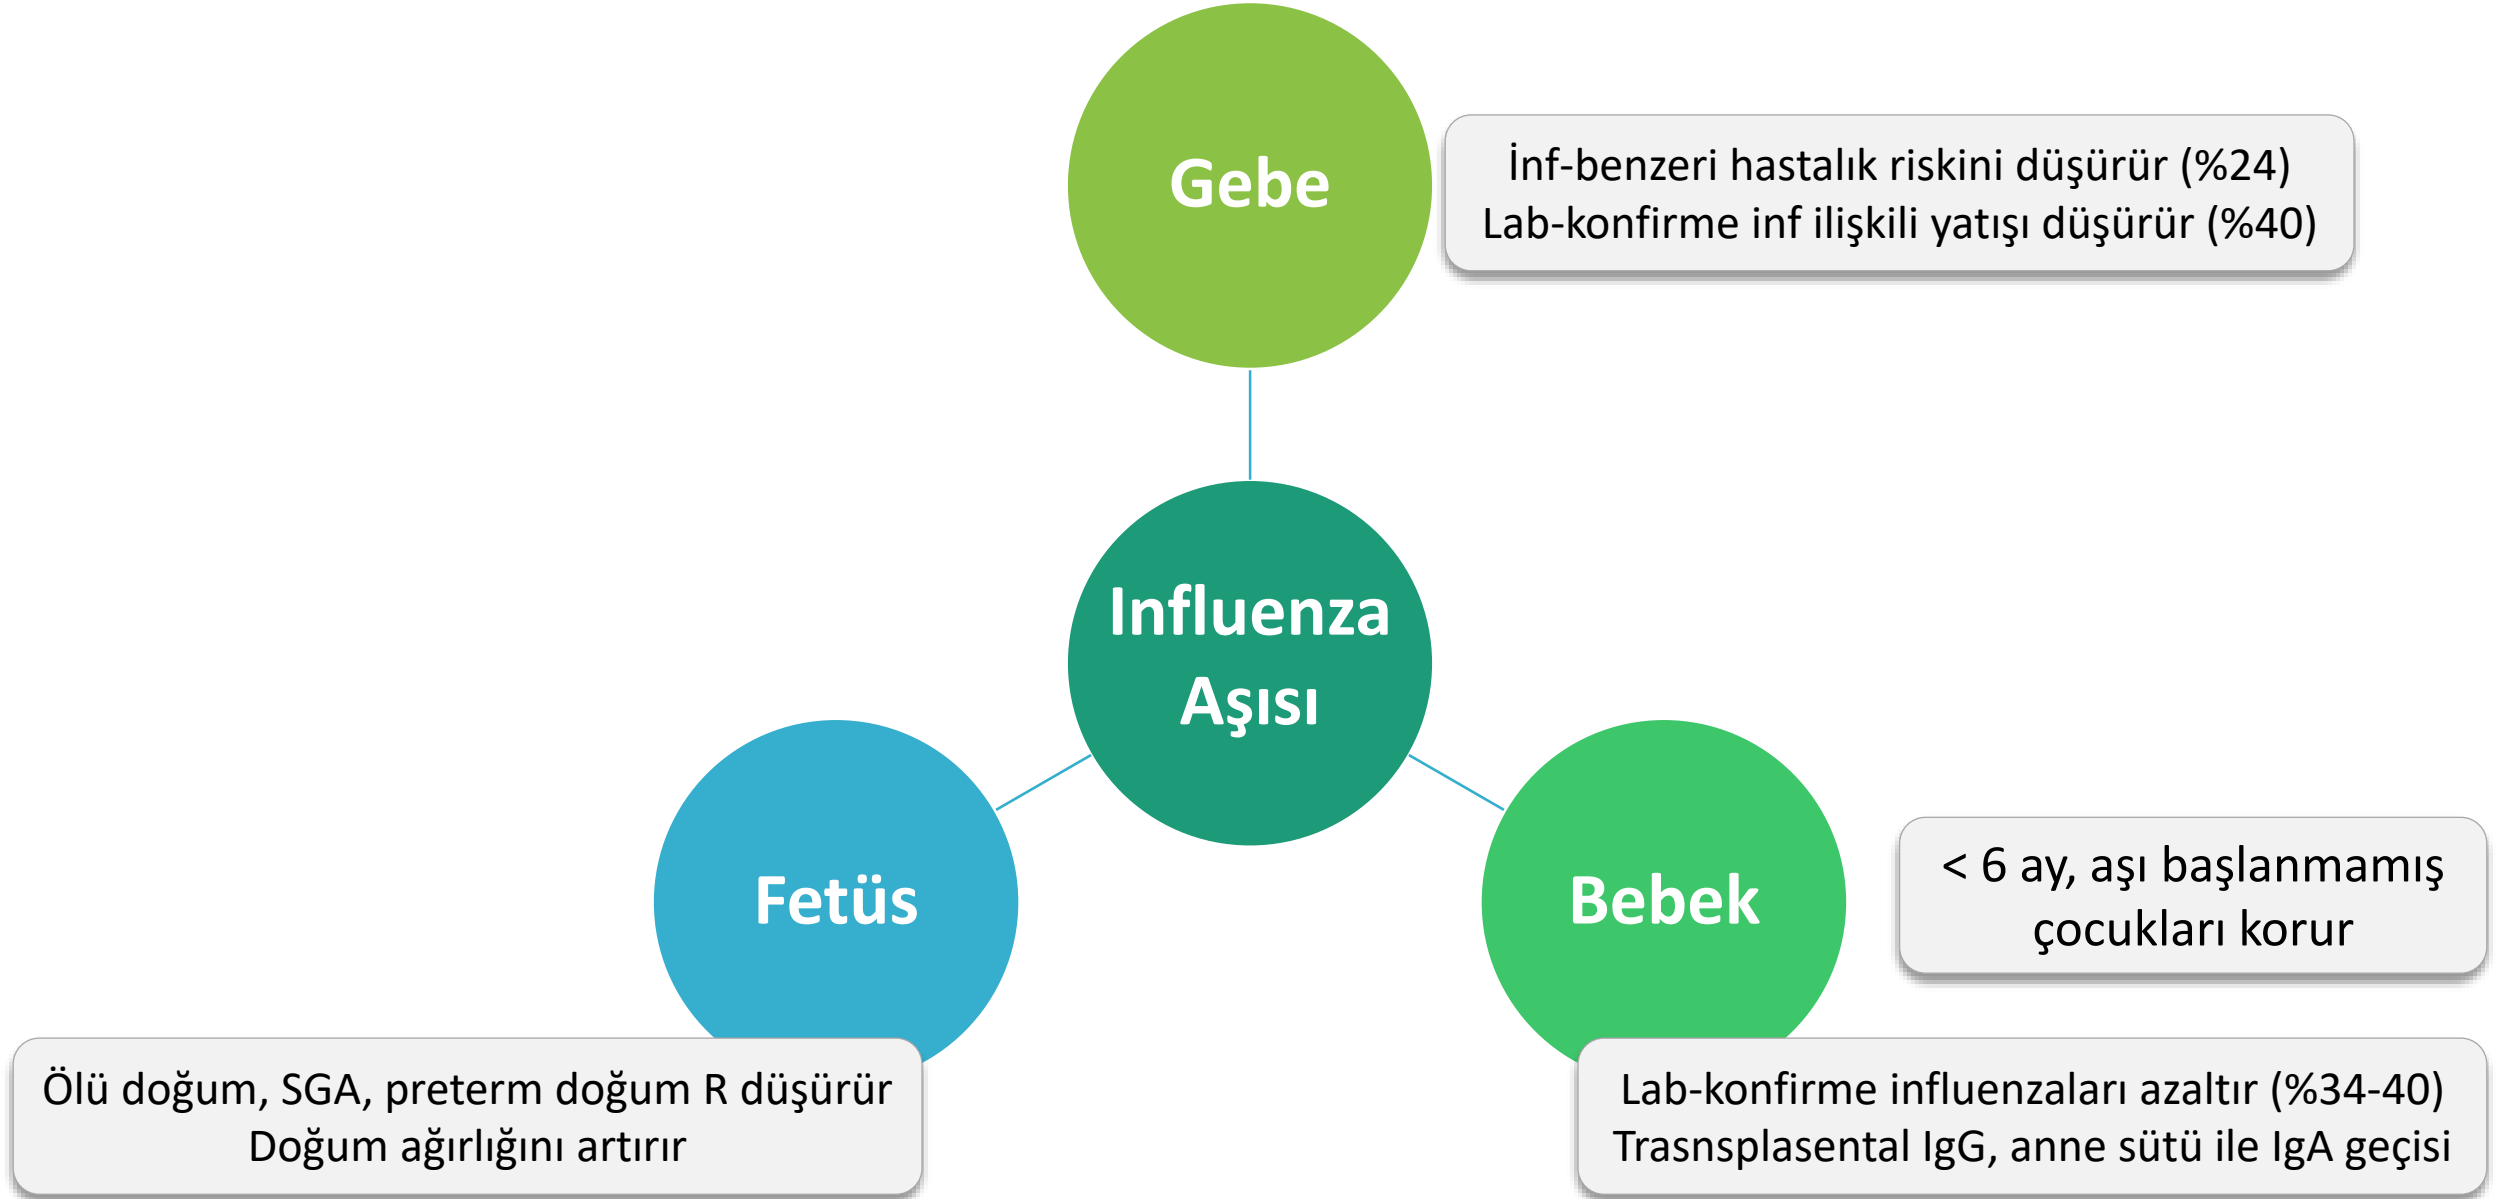 Gebe
İnf-benzeri hastalık riskini düşürür (%24)
Lab-konfirme inf ilişkili yatışı düşürür (%40)
Influenza
Aşısı
Fetüs
Ölü doğum, SGA, preterm doğum R düşürür
Doğum ağırlığını artırır
Bebek
< 6 ay, aşı başlanmamış
çocukları korur
Lab-konfirme influenzaları azaltır (%34-40)
Trasnsplasental IgG, anne sütü ile IgA geçişi